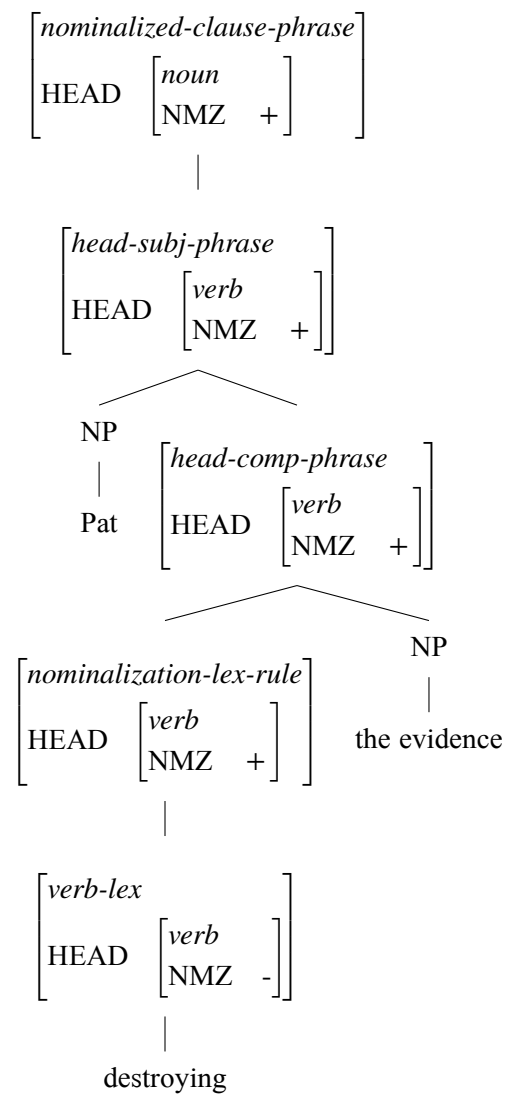 nominalized-clause-phrase
HEAD noun
NMZ +
head-subj-phrase
HEAD verb
NMZ +
NP
Pat
head-comp-phrase
HEAD verb
NMZ +
nominalization-lex-rule
HEAD verb
NMZ +
NP
the evidence
verb-lex
HEAD verb
NMZ -
destroying